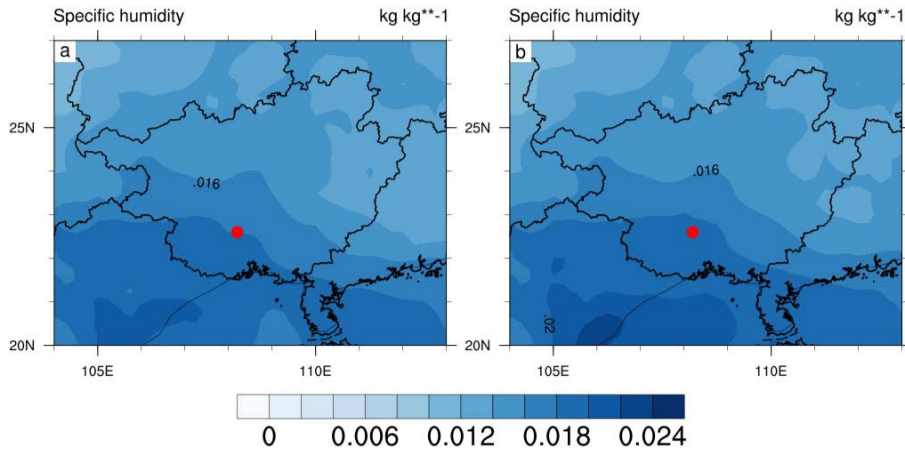 Specific humidity kg kg**-1 Specific humidity kg kg**-1
a b
25N 25N
.016 .016
.02
20N 20N
105E 110E 105E 110E
0 0.006 0.012 0.018 0.024